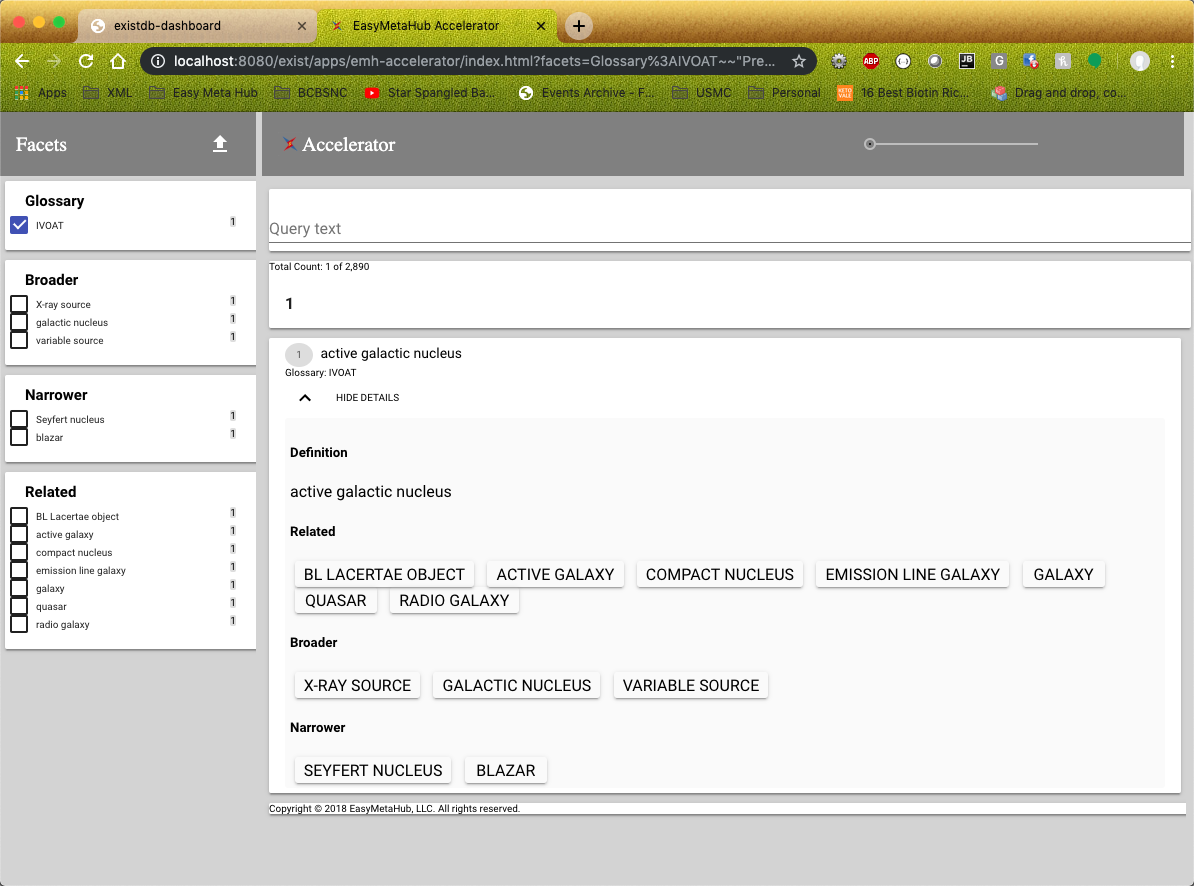 existdb-dashboard
EasyMetaHub Accelerator
localhost:8080/exist/apps/emh-accelerator/index.html?facets=Glossary%3AIVOAT~~"Pre...
ABP
JB
G
Apps
XML
Easy Meta Hub
BCBSNC
Star Spangled Ba...
Events Archive - F...
USMC
Personal
KETO VALE
16 Best Biotin Ric...
Drag and drop, co...
Facets
Accelerator
Glossary
IVOAT 1
Broader
X-ray source 1
galactic nucleus 1
variable source 1
Narrower
Seyfert nucleus 1
blazar 1
Related
BL Lacertae object 1
active galaxy 1
compact nucleus 1
emission line galaxy 1
galaxy 1
quasar 1
radio galaxy 1
Query text
Total Count: 1 of 2,890
1
1 active galactic nucleus
Glossary: IVOAT
HIDE DETAILS
Definition
active galactic nucleus
Related
BL LACERTAE OBJECT ACTIVE GALAXY COMPACT NUCLEUS EMISSION LINE GALAXY GALAXY
QUASAR RADIO GALAXY
Broader
X-RAY SOURCE GALACTIC NUCLEUS VARIABLE SOURCE
Narrower
SEYFERT NUCLEUS BLAZAR
Copyright © 2018 EasyMetaHub, LLC. All rights reserved.